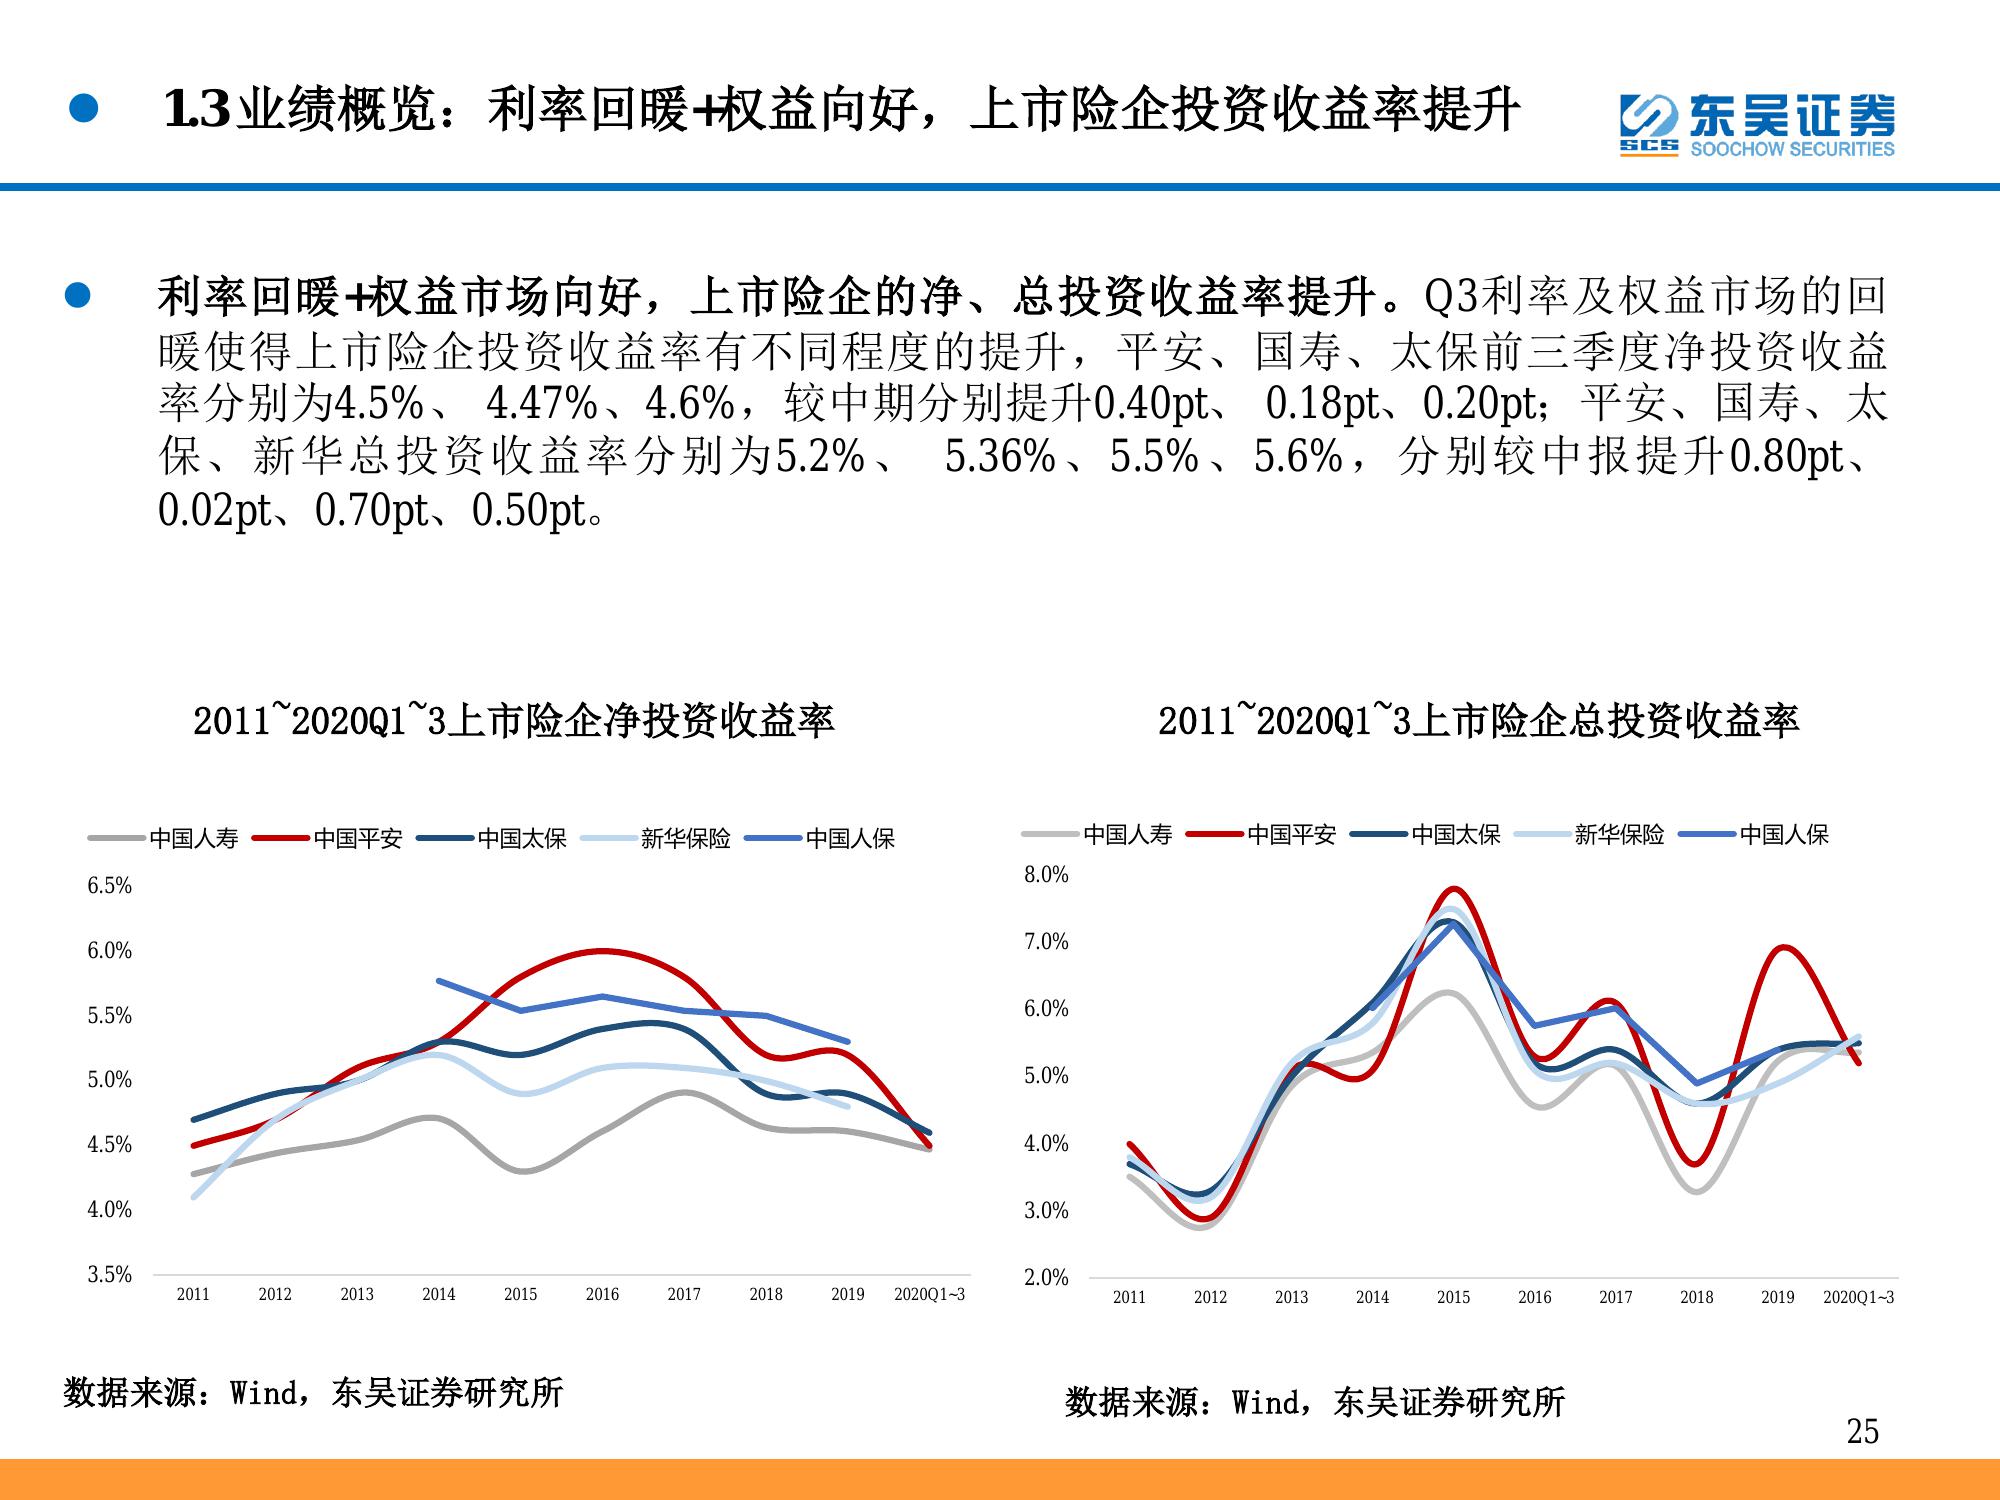 1.3业绩概览：利率回暖+权益向好，上市险企投资收益率提升
东吴证券
SCS
SOOCHOW SECURITIES
利率回暖+权益市场向好，上市险企的净、总投资收益率提升。Q3利率及权益市场的回
暖使得上市险企投资收益率有不同程度的提升，平安、国寿、太保前三季度净投资收益
率分别为4.5%、 4.47%、4.6%，较中期分别提升0.40pt、 0.18pt、0.20pt；平安、国寿、太
保、新华总投资收益率分别为5.2%、 5.36%、5.5%、5.6%，分别较中报提升0.80pt、
0.02pt、0.70pt、0.50pt。
2011~2020Q1~3上市险企净投资收益率
中国人寿 中国平安 中国太保 新华保险 中国人保
6.5%
6.0%
5.5%
5.0%
4.5%
4.0%
3.5%
2011 2012 2013 2014 2015 2016 2017 2018 2019 2020Q1~3
数据来源：Wind，东吴证券研究所
2011~2020Q1~3上市险企总投资收益率
中国人寿 中国平安 中国太保 新华保险 中国人保
8.0%
7.0%
6.0%
5.0%
4.0%
3.0%
2.0%
2011 2012 2013 2014 2015 2016 2017 2018 2019 2020Q1~3
数据来源：Wind，东吴证券研究所
25